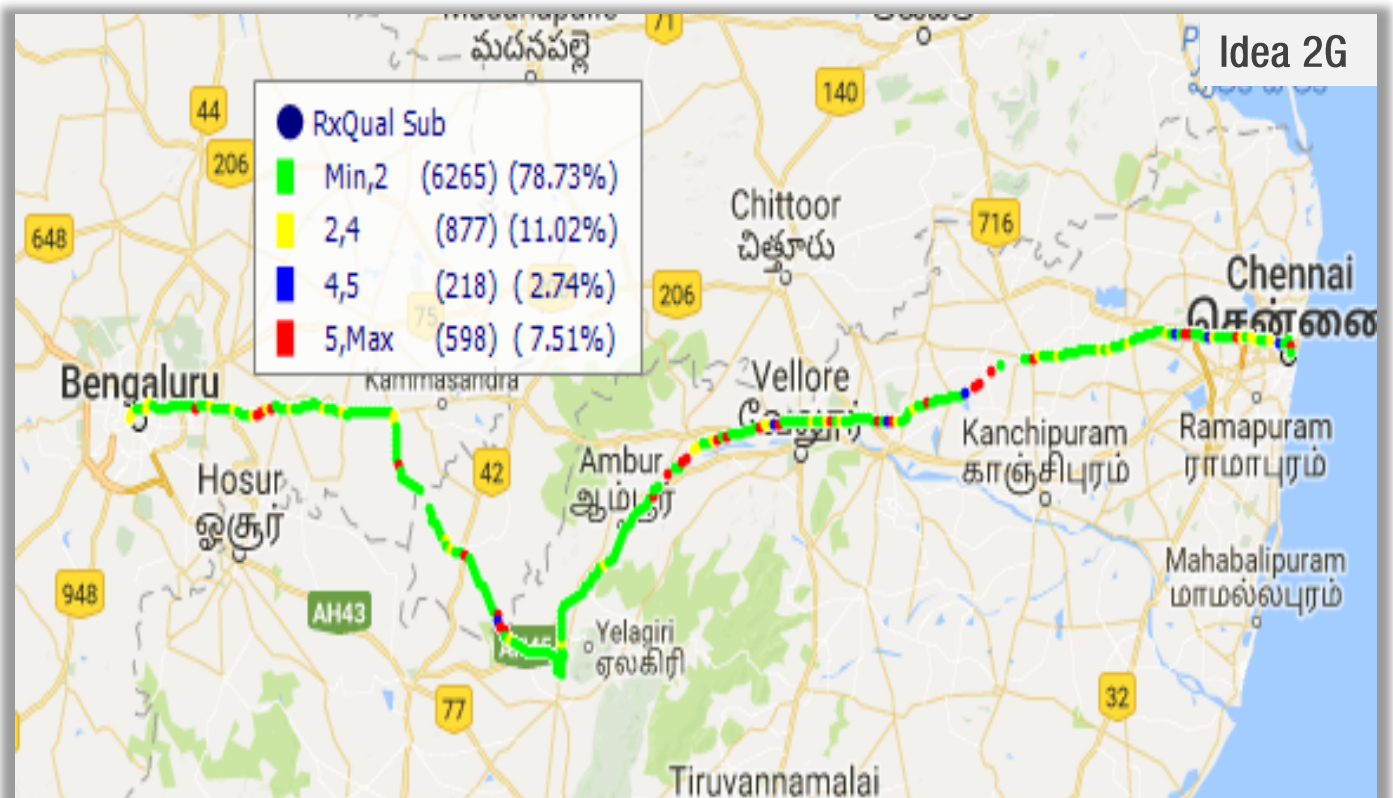 మదనపల్లె
71
Idea 2G
44
140
RxQual Sub
206
Min,2 (6265) (78.73%)
2,4 (877) (11.02%)
4,5 (218) ( 2.74%)
5,Max (598) ( 7.51%)
75
648
Chittoor
చిత్తూరు
716
206
Chennai
சென்னை
Bengaluru
Kammasandra
Vellore
வேலூர்
Kanchipuram
காஞ்சிபுரம்
Ramapuram
ராமாபுரம்
Hosur
ஓசூர்
42
Ambur
ஆம்பூர்
948
AH43
Mahabalipuram
மாமல்லபுரம்
Yelagiri
ஏலகிரி
77
32
Tiruvannamalai